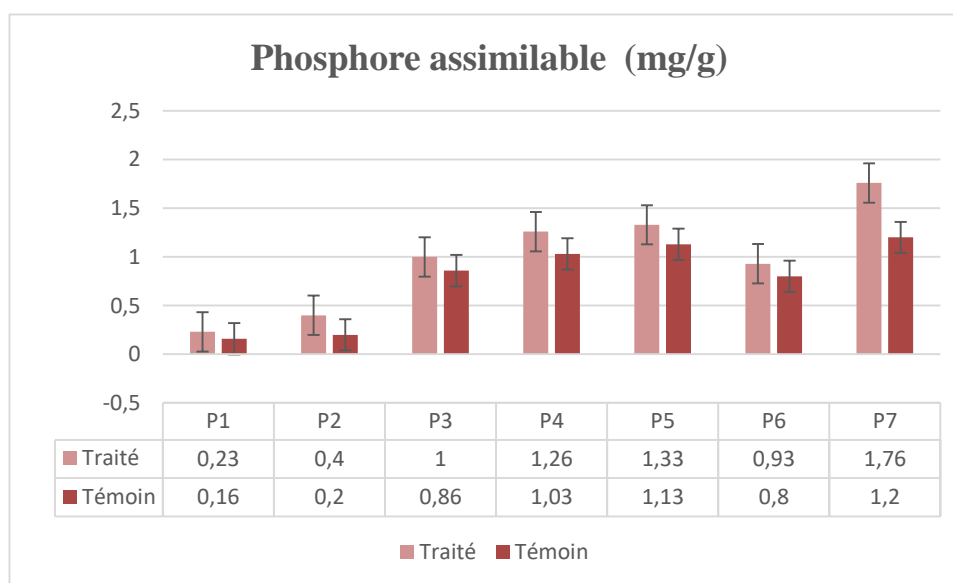 Phosphore assimilable (mg/g)
2,5
2
1,5
1
0,5
0
-0,5
P1 P2 P3 P4 P5 P6 P7
Traité 0,23 0,4 1 1,26 1,33 0,93 1,76
Témoin 0,16 0,2 0,86 1,03 1,13 0,8 1,2
Traité Témoin